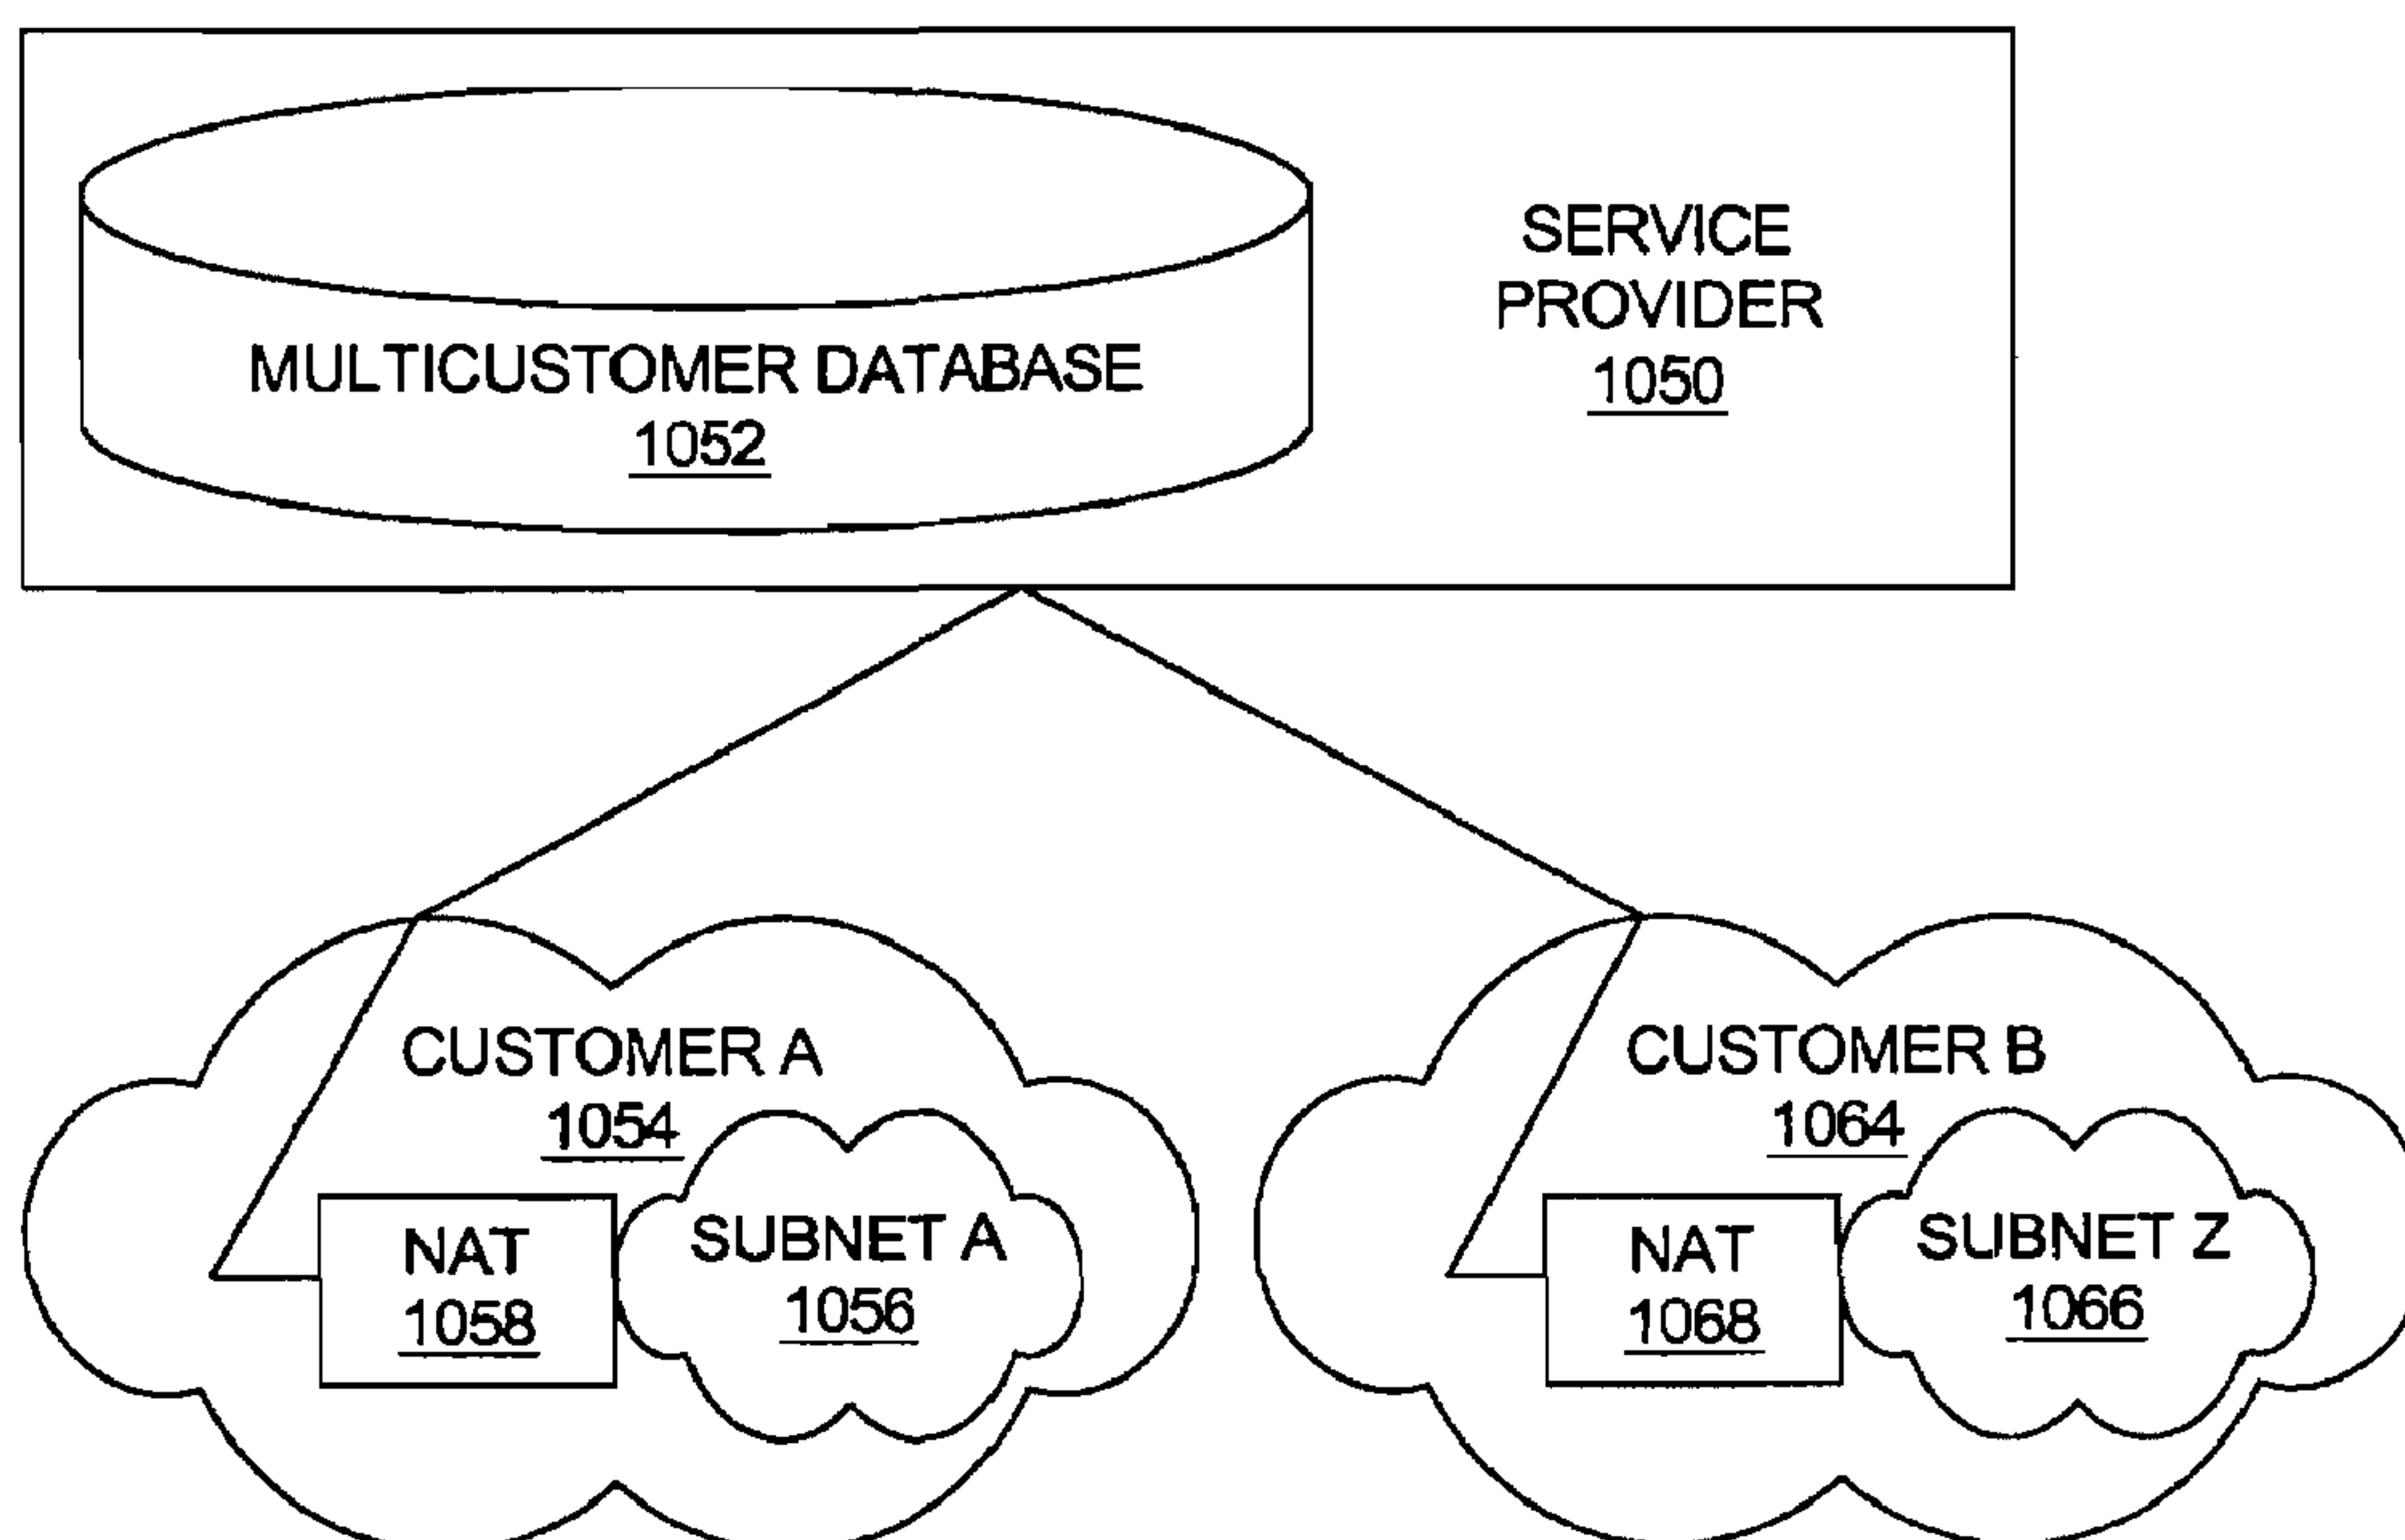 SERVICE
PROVIDER
1050
MULTICUSTOMER DATABASE
1052
CUSTOMER A
1054
NAT
1058
SUBNET A
1056
CUSTOMER B
1064
NAT
1068
SUBNET Z
1066